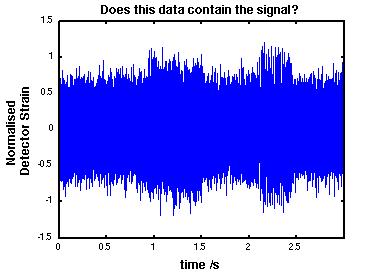 Does this data contain the signal?
1.5
1
0.5
0
-0.5
-1
-1.5
Normalised
Detector Strain
0 0.5 1 1.5 2 2.5
time /s